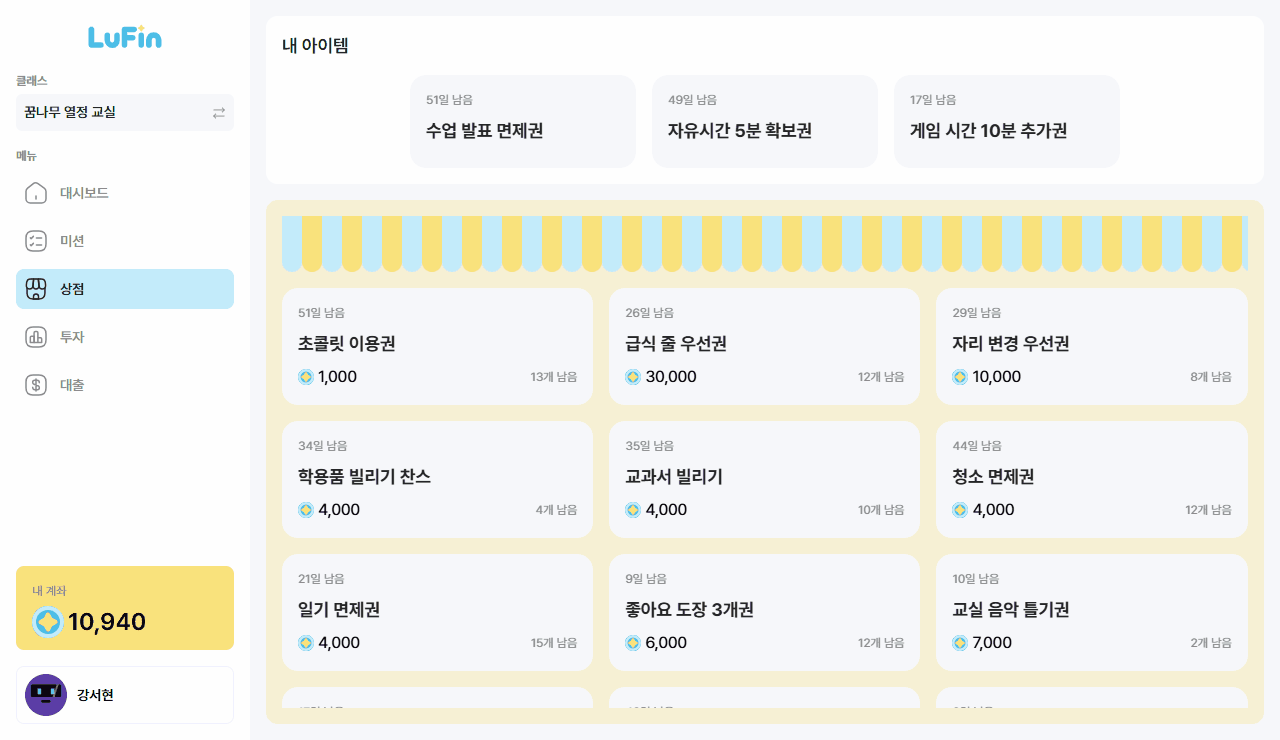 LuFin
클래스
꿈나무 열정 교실
메뉴
대시보드
미션
상점
투자
대출
내 계좌
10,940
강서현
내 아이템
51일 남음
수업 발표 면제권
49일 남음
자유시간 5분 확보권
17일 남음
게임 시간 10분 추가권
51일 남음
초콜릿 이용권
1,000
13개 남음
26일 남음
급식 줄 우선권
30,000
12개 남음
29일 남음
자리 변경 우선권
10,000
8개 남음
34일 남음
학용품 빌리기 찬스
4,000
4개 남음
35일 남음
교과서 빌리기
4,000
10개 남음
44일 남음
청소 면제권
4,000
12개 남음
21일 남음
일기 면제권
4,000
15개 남음
9일 남음
좋아요 도장 3개권
6,000
12개 남음
10일 남음
교실 음악 틀기권
7,000
2개 남음